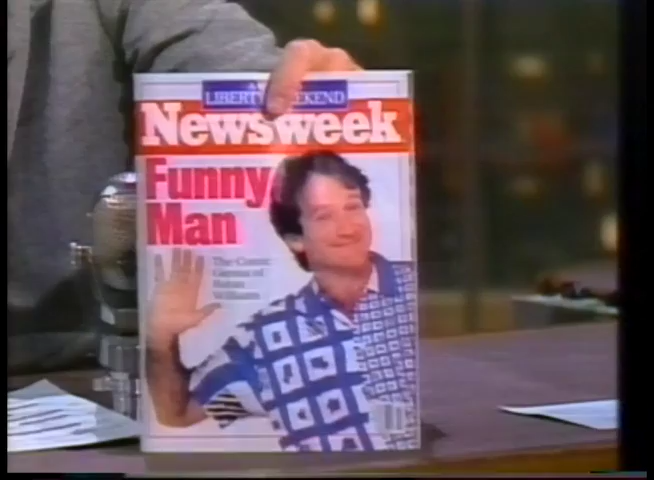 LIBERTY WEEKEND
Newsweek
Funny
Man
The Comic
Genius of
Robin
Williams